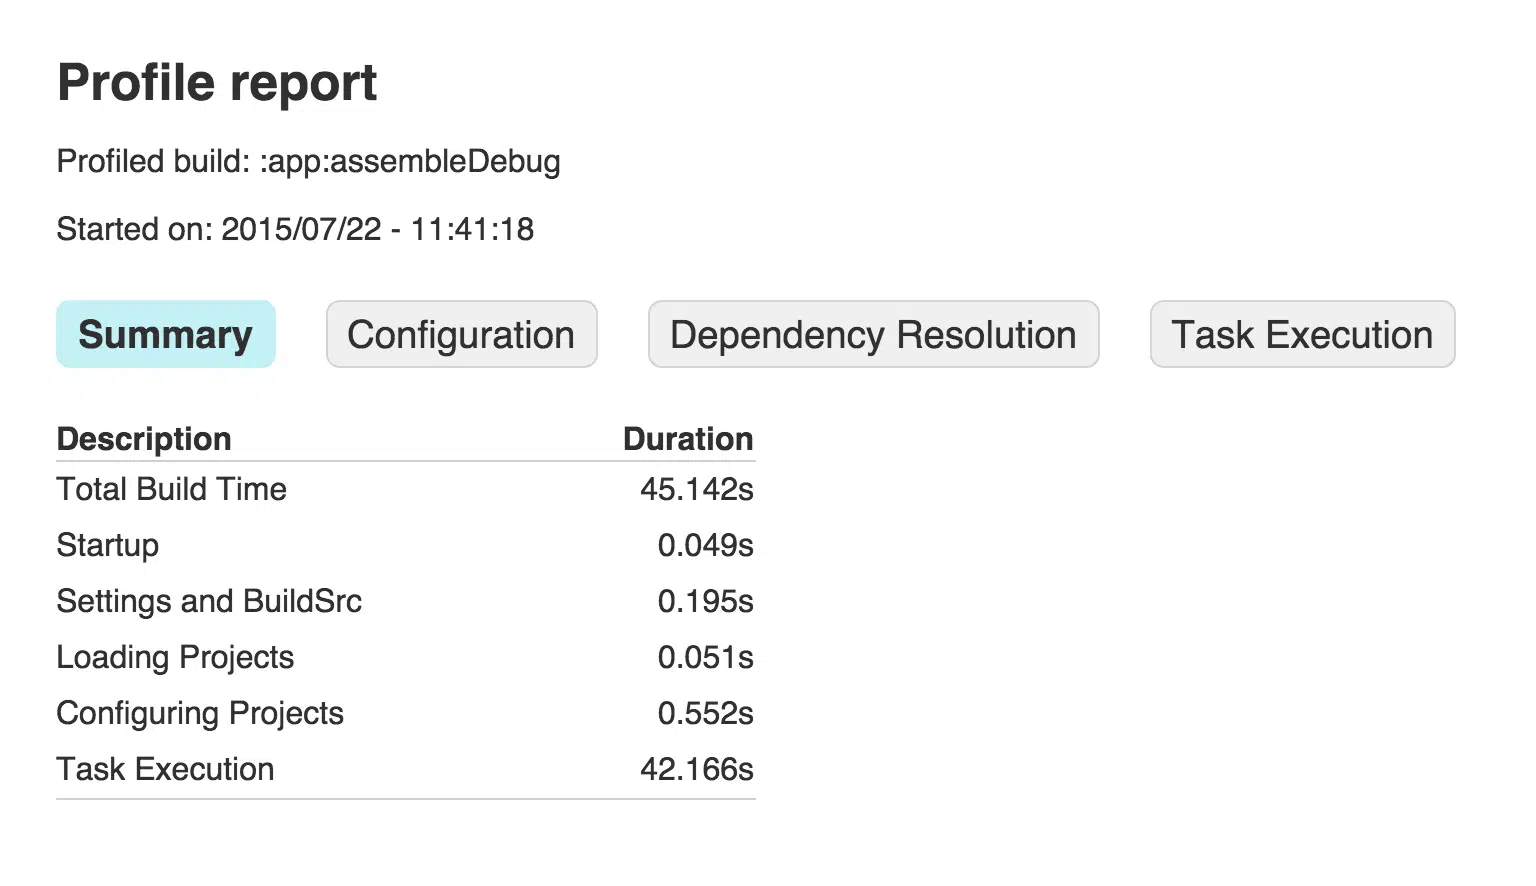 Profile report
Profiled build: :app:assembleDebug
Started on: 2015/07/22 - 11:41:18
Summary Configuration Dependency Resolution Task Execution
Description Duration
Total Build Time 45.142s
Startup 0.049s
Settings and BuildSrc 0.195s
Loading Projects 0.051s
Configuring Projects 0.552s
Task Execution 42.166s